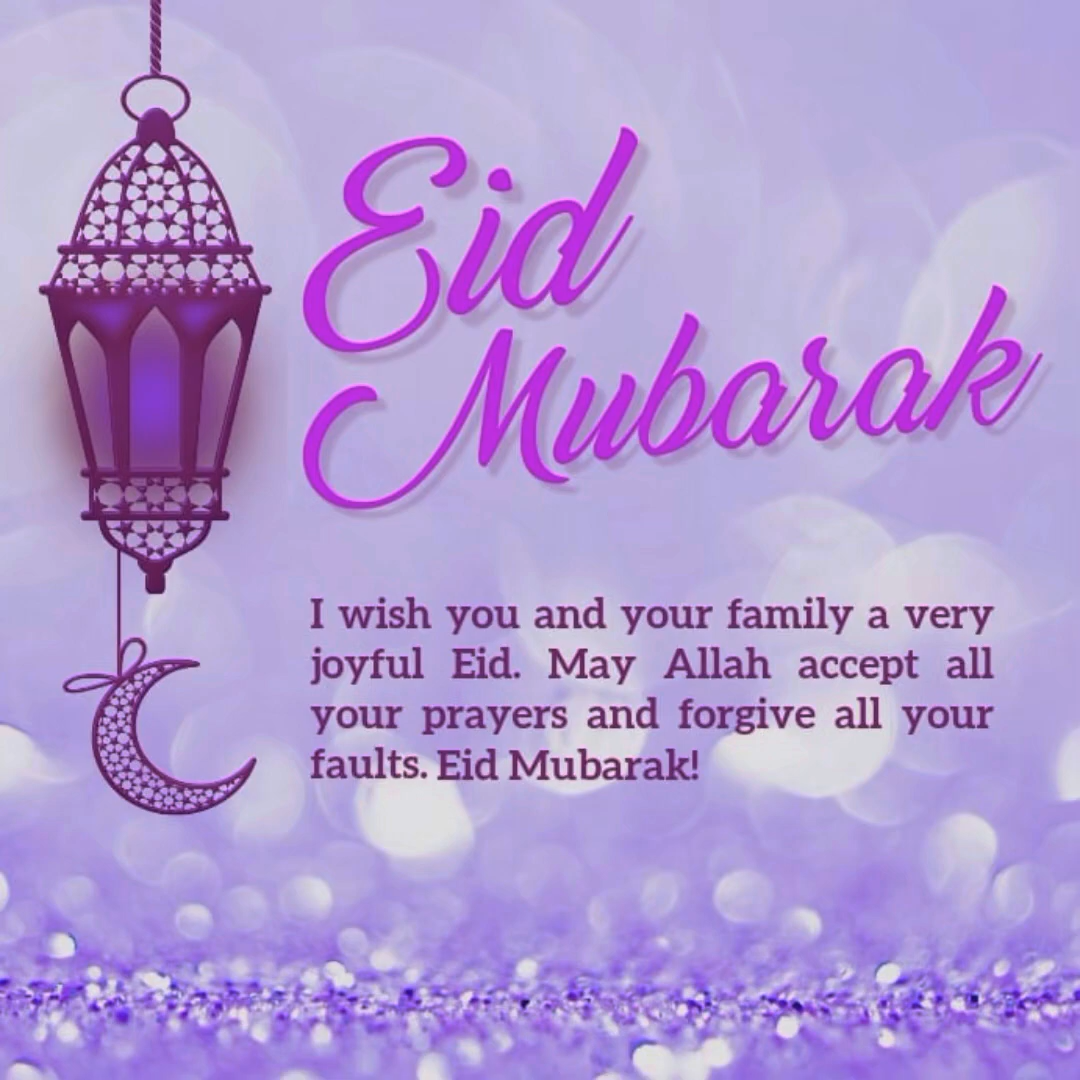 Eid
Mubarak
I wish you and your family a very
joyful Eid. May Allah accept all
your prayers and forgive all your
faults. Eid Mubarak!